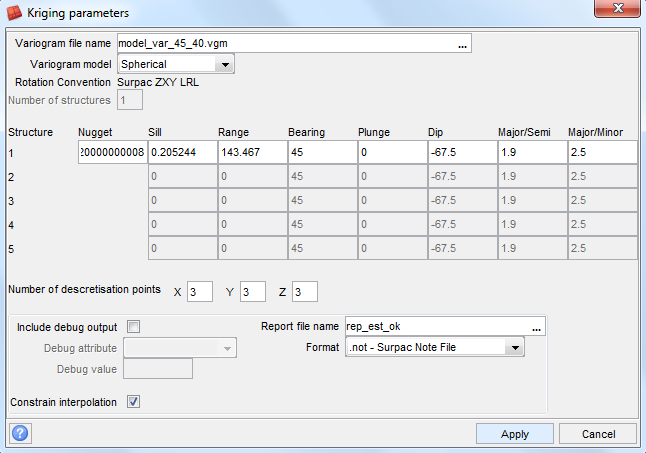 Kriging parameters
Variogram file name model_var_45_40.vgm ...
Variogram model Spherical
Rotation Convention Surpac ZXY LRL
Number of structures 1
Structure Nugget Sill Range Bearing Plunge Dip Major/Semi Major/Minor
1 20000000008 0.205244 143.467 45 0 -67.5 1.9 2.5
2 0 0 45 0 -67.5 1.9 2.5
3 0 0 45 0 -67.5 1.9 2.5
4 0 0 45 0 -67.5 1.9 2.5
5 0 0 45 0 -67.5 1.9 2.5
Number of descretisation points X 3 Y 3 Z 3
Include debug output Report file name rep_est_ok ...
Debug attribute Format .not - Surpac Note File
Debug value
Constrain interpolation
? Apply Cancel